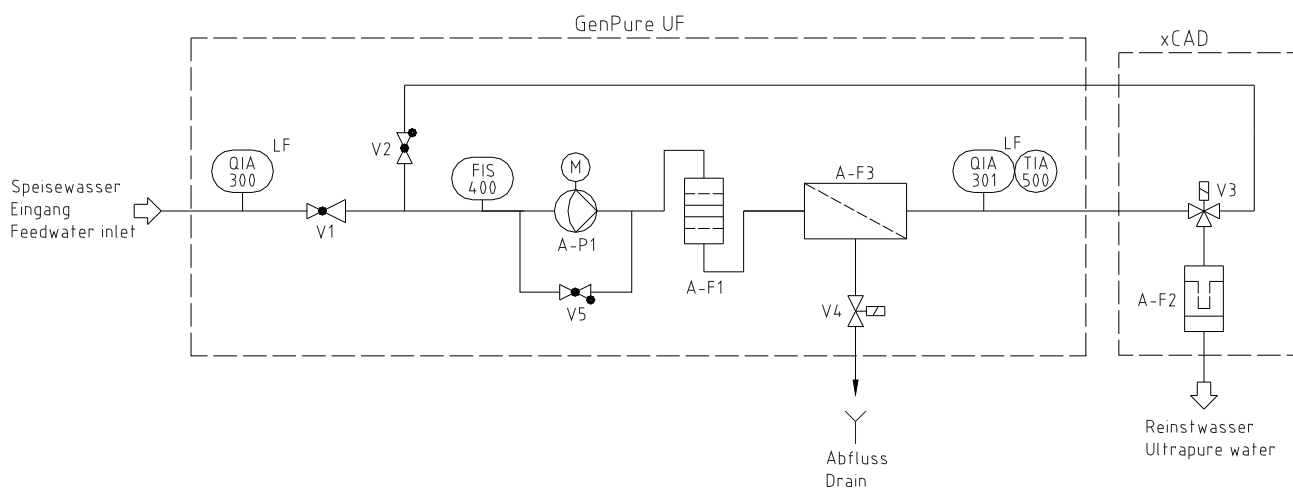 GenPure UF
xCAD
LF
QIA
300
V2
FIS
400
M
A-P1
V5
V1
A-F1
A-F3
V4
LF
QIA
301
TIA
500
V3
A-F2
Speisewasser
Eingang
Feedwater inlet
Abfluss
Drain
Reinstwasser
Ultrapure water